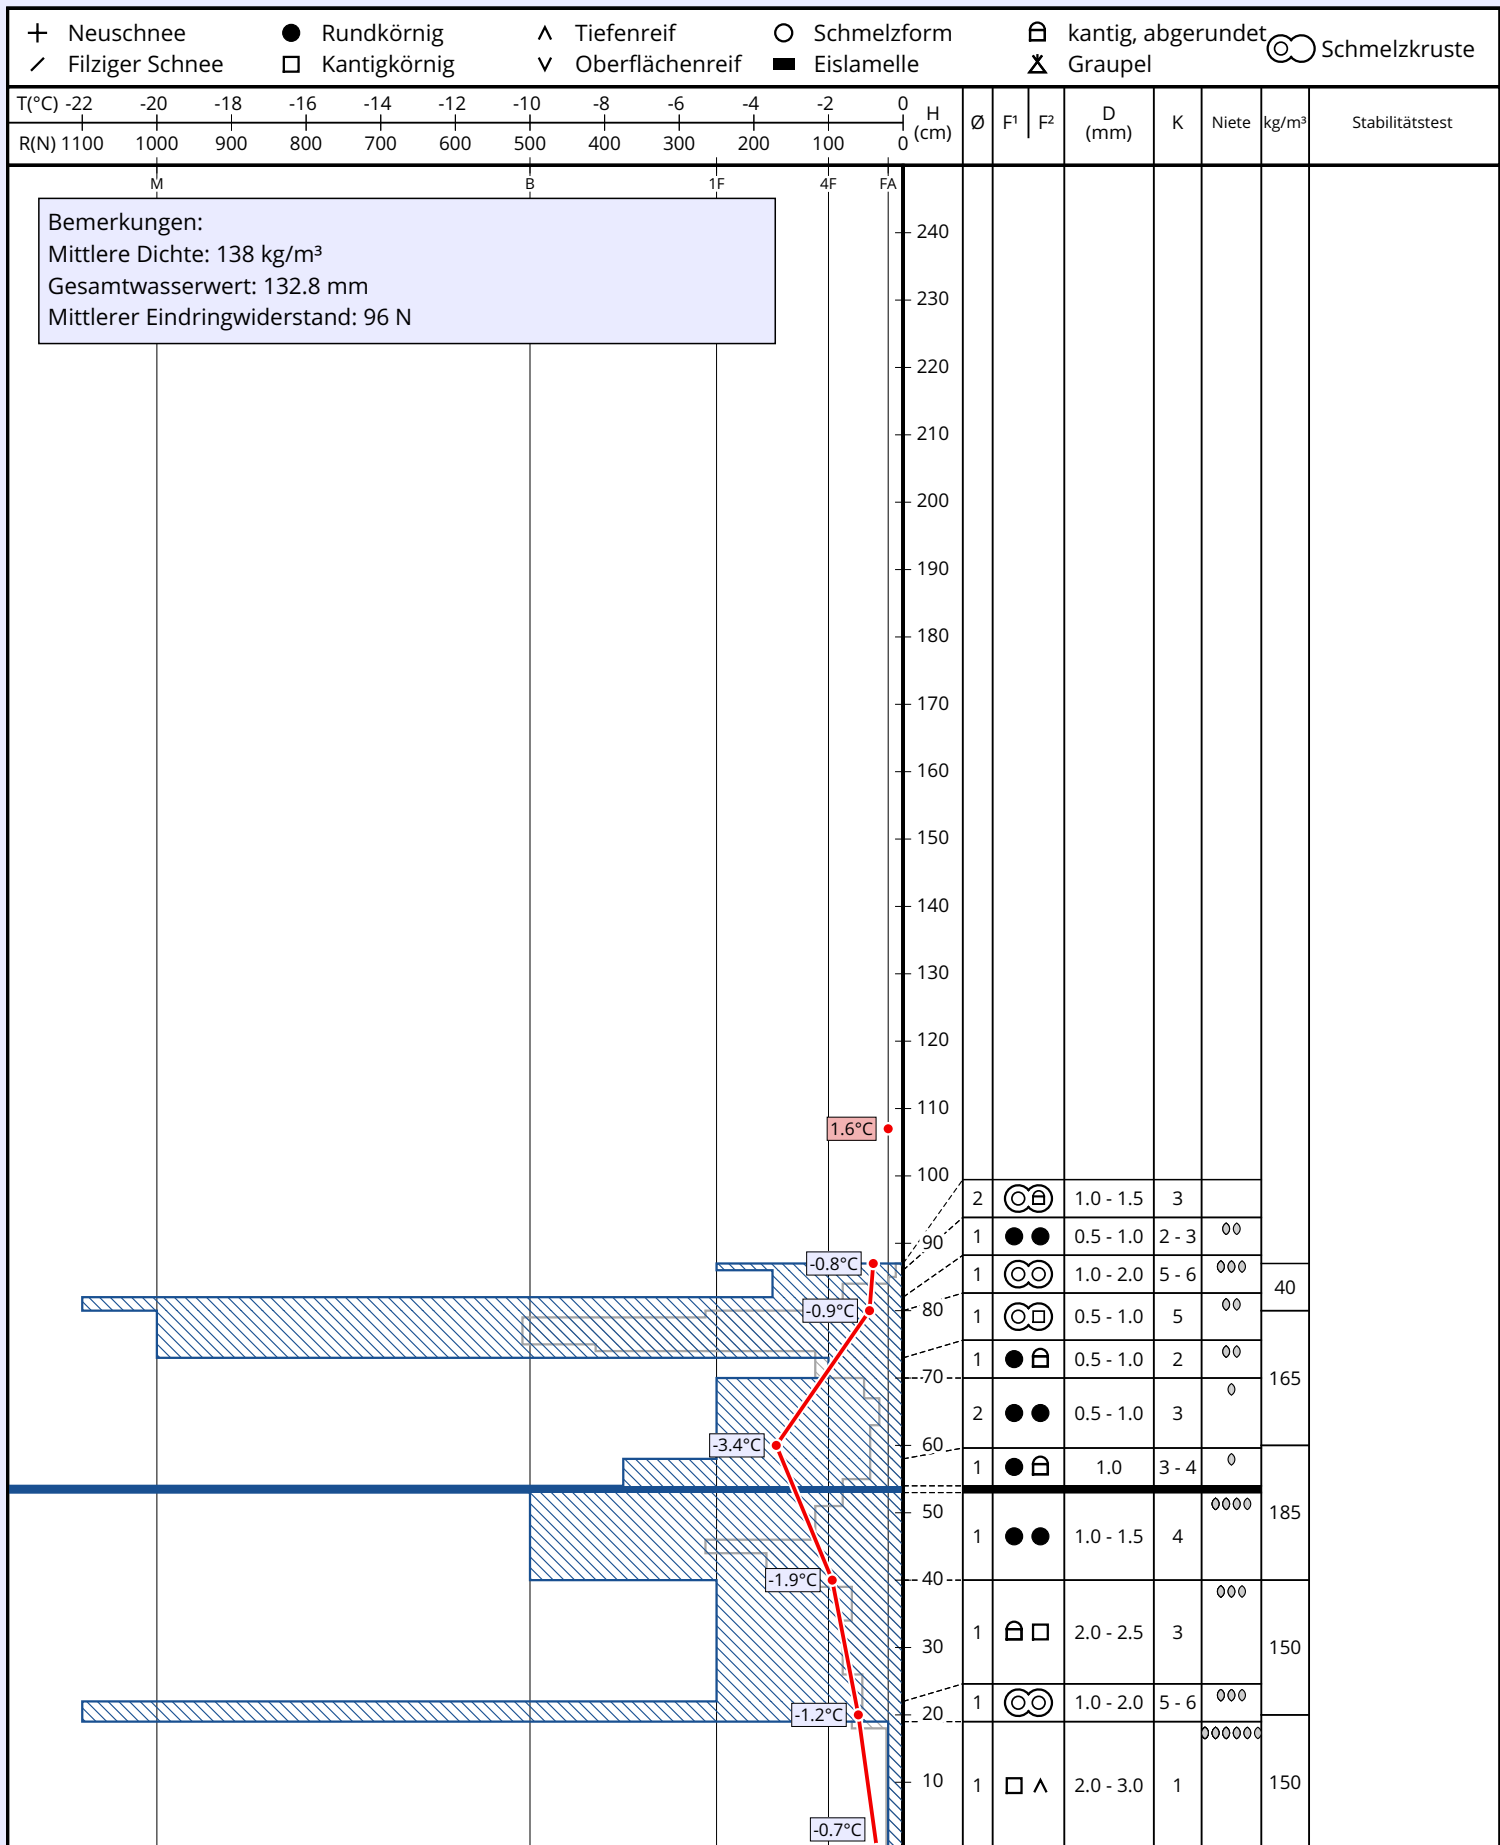 Neuschnee Rundkörnig Tiefenreif Schmelzform kantig, abgerundet Schmelzkruste
Filziger Schnee Kantigkörnig Oberflächenreif Eislamelle Graupel
T(°C) -22 -20 -18 -16 -14 -12 -10 -8 -6 -4 -2 0
R(N) 1100 1000 900 800 700 600 500 400 300 200 100 0
H (cm) Ø F¹ F² D (mm) K Niete kg/m³ Stabilitätstest
M B 1F 4F FA
Bemerkungen:
Mittlere Dichte: 138 kg/m³
Gesamtwasserwert: 132.8 mm
Mittlerer Eindringwiderstand: 96 N
240
230
220
210
200
190
180
170
160
150
140
130
120
110
1.6°C
100
2 1.0 - 1.5 3
90 1 0.5 - 1.0 2 - 3
-0.8°C 1 1.0 - 2.0 5 - 6
40
-0.9°C 80 1 0.5 - 1.0 5
1 0.5 - 1.0 2
70 165
2 0.5 - 1.0 3
-3.4°C 60
1 1.0 3 - 4
50 185
1 1.0 - 1.5 4
-1.9°C 40
1 2.0 - 2.5 3
30 150
1 1.0 - 2.0 5 - 6
-1.2°C 20
10 1 2.0 - 3.0 1 150
-0.7°C